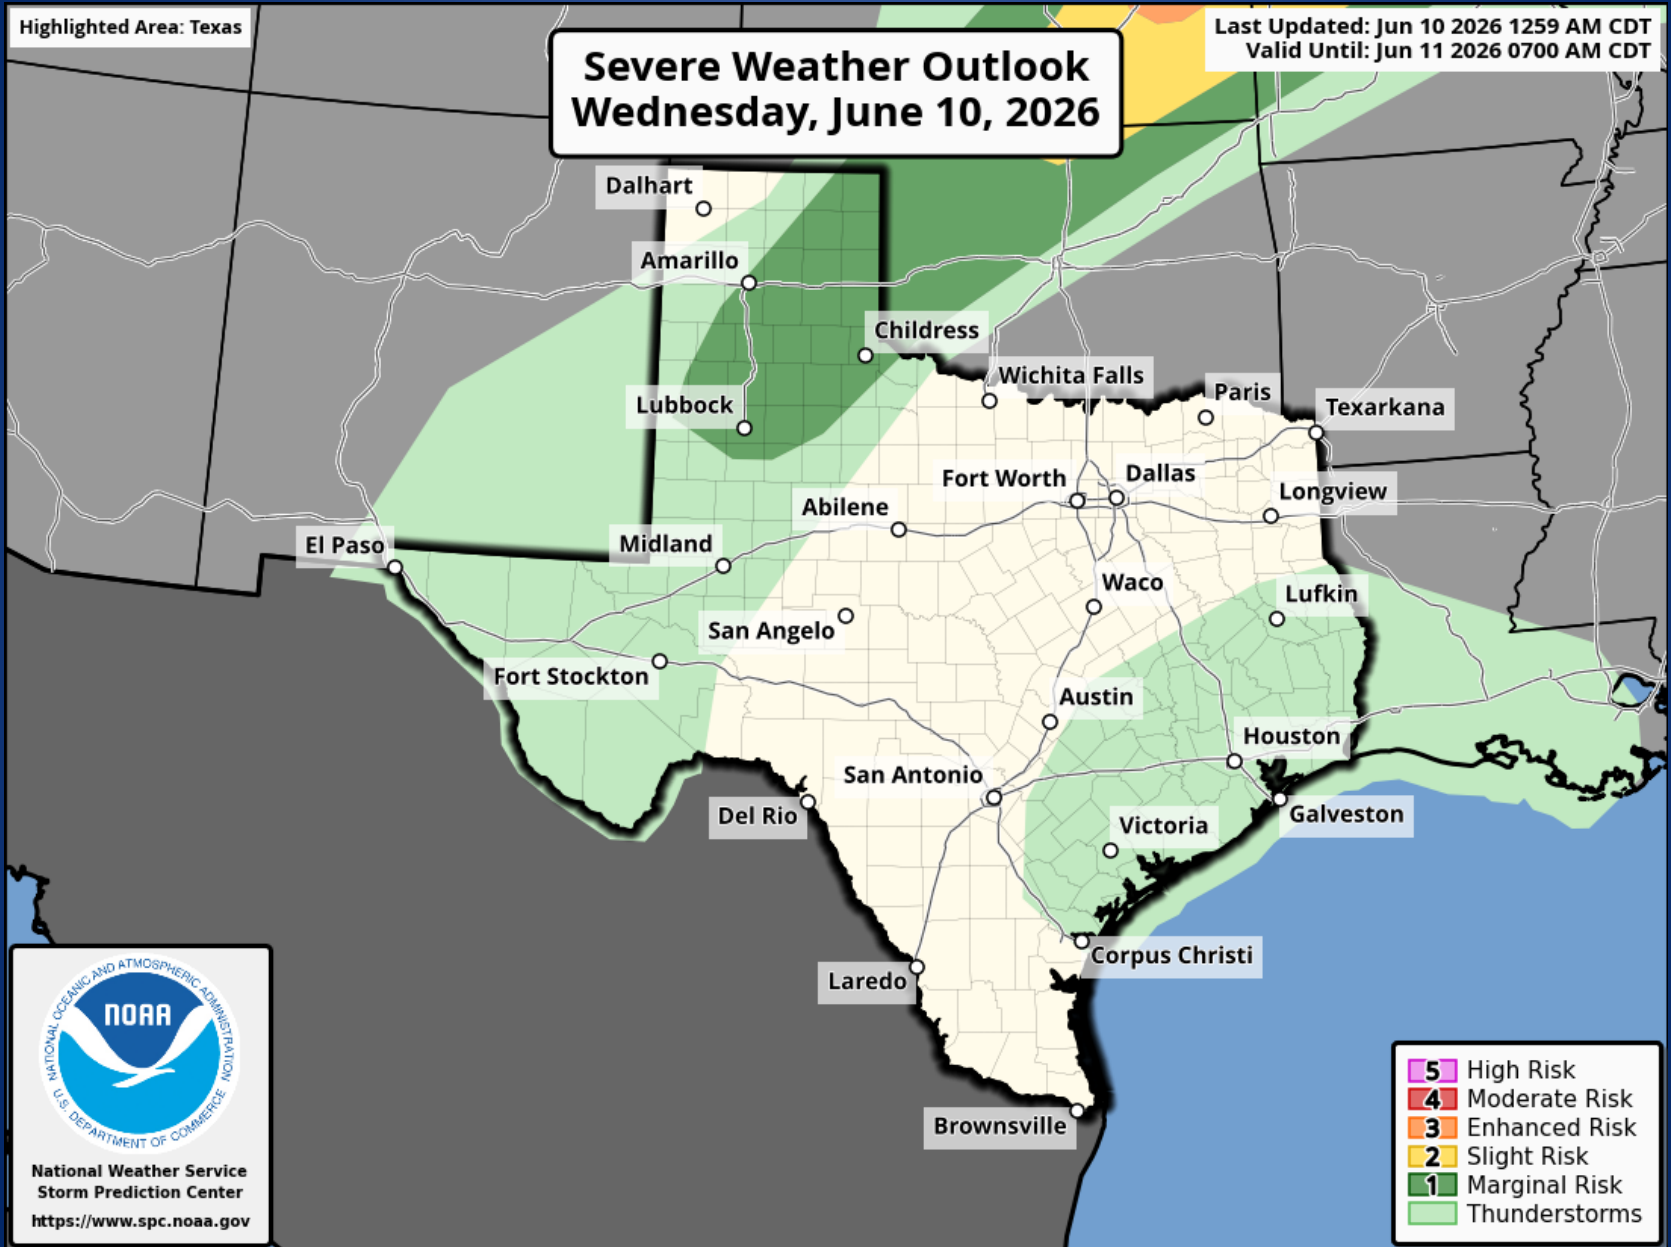 Highlighted Area: Texas
Last Updated: Jun 10 2026 1259 AM CDT
Valid Until: Jun 11 2026 0700 AM CDT
Severe Weather Outlook
Wednesday, June 10, 2026
Dalhart
Amarillo
Childress
Wichita Falls
Paris
Lubbock
Texarkana
Fort Worth
Dallas
Longview
Abilene
El Paso
Midland
Waco
Lufkin
San Angelo
Fort Stockton
Austin
Houston
San Antonio
Del Rio
Galveston
Victoria
Corpus Christi
Laredo
Brownsville
NATIONAL OCEANIC AND ATMOSPHERIC ADMINISTRATION
NOAA
U.S. DEPARTMENT OF COMMERCE
National Weather Service
Storm Prediction Center
https://www.spc.noaa.gov
5 High Risk
4 Moderate Risk
3 Enhanced Risk
2 Slight Risk
1 Marginal Risk
Thunderstorms